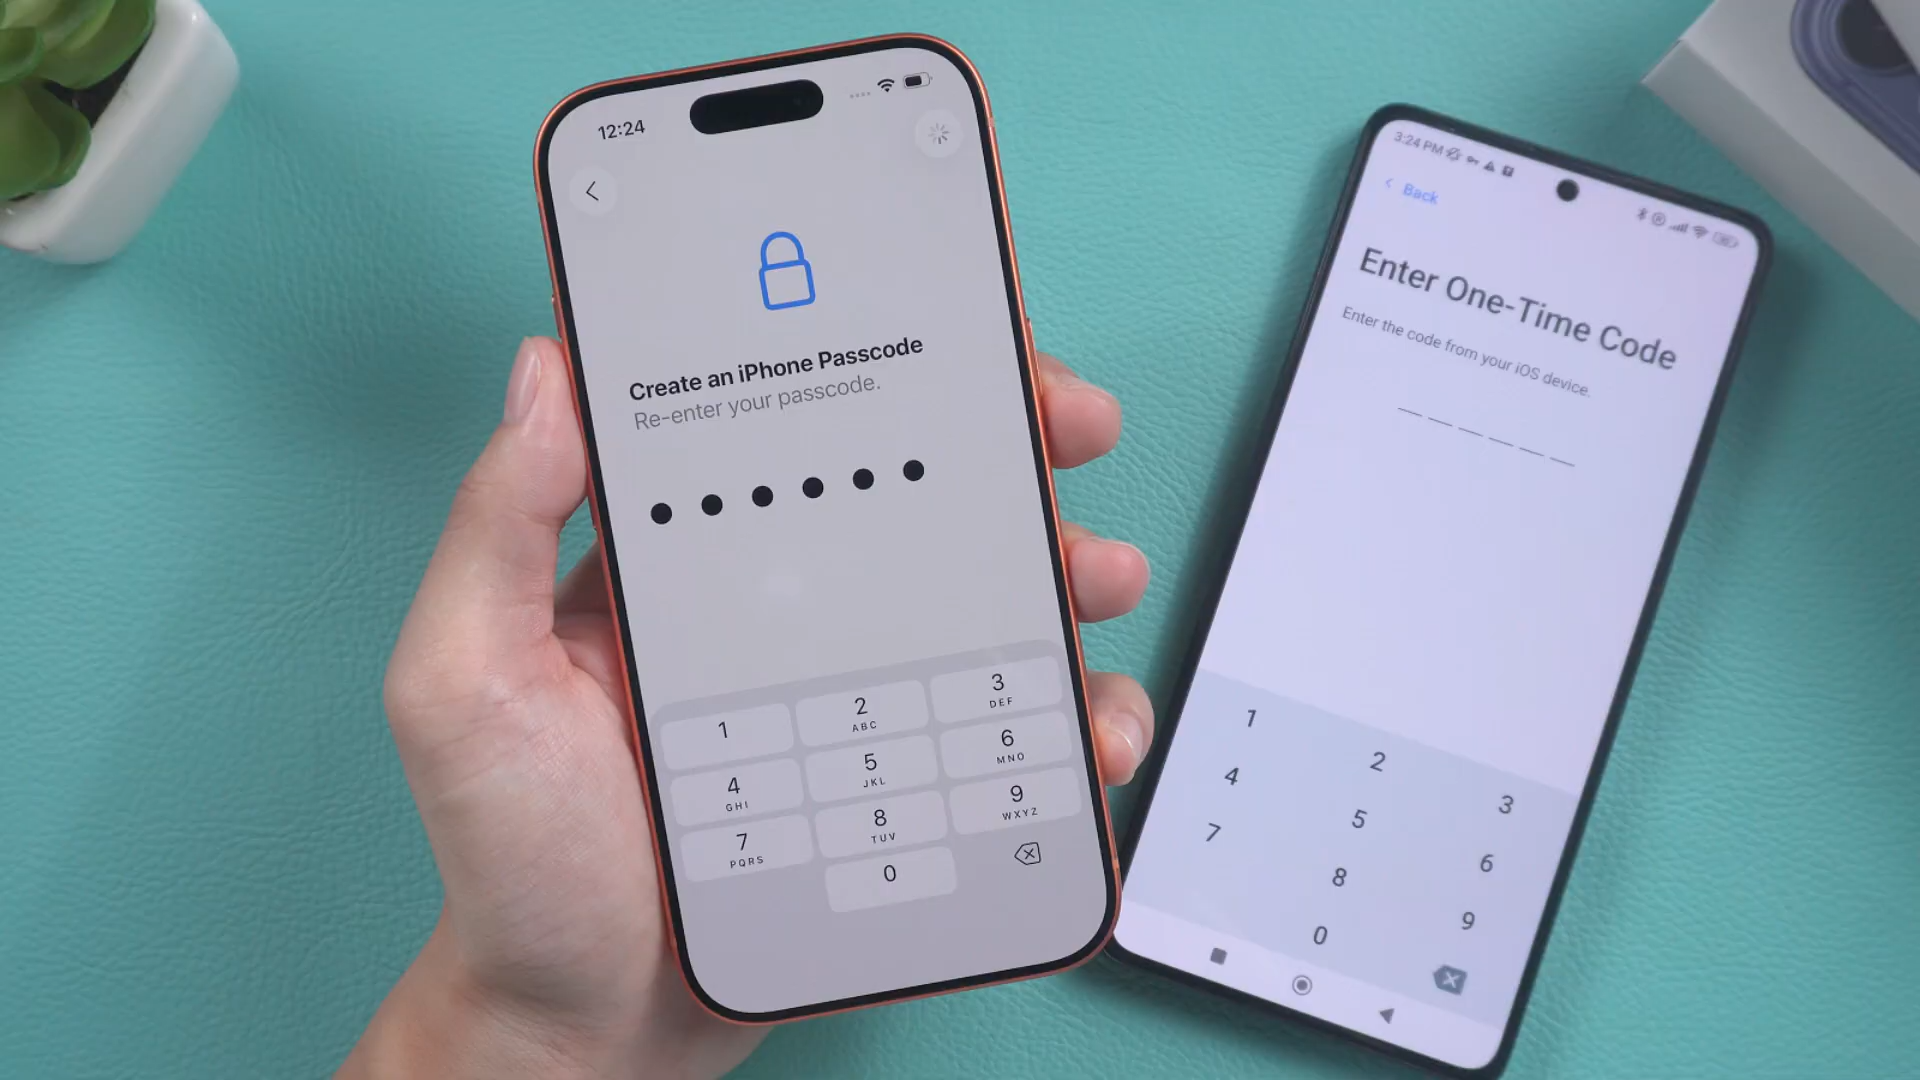 12:24
Create an iPhone Passcode
Re-enter your passcode.
1
2
ABC
3
DEF
4
GHI
5
JKL
6
MNO
7
PQRS
8
TUV
9
WXYZ
0
3:24 PM
Back
Enter One-Time Code
Enter the code from your iOS device.
1
2
3
4
5
6
7
8
9
0